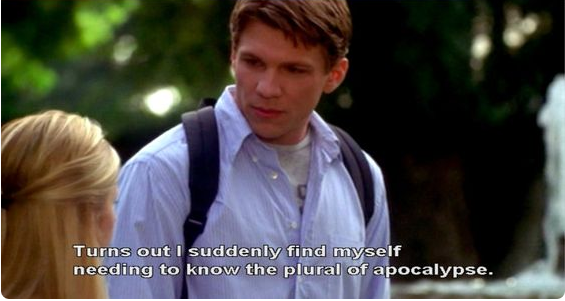 Turns out I suddenly find myself
needing to know the plural of apocalypse.